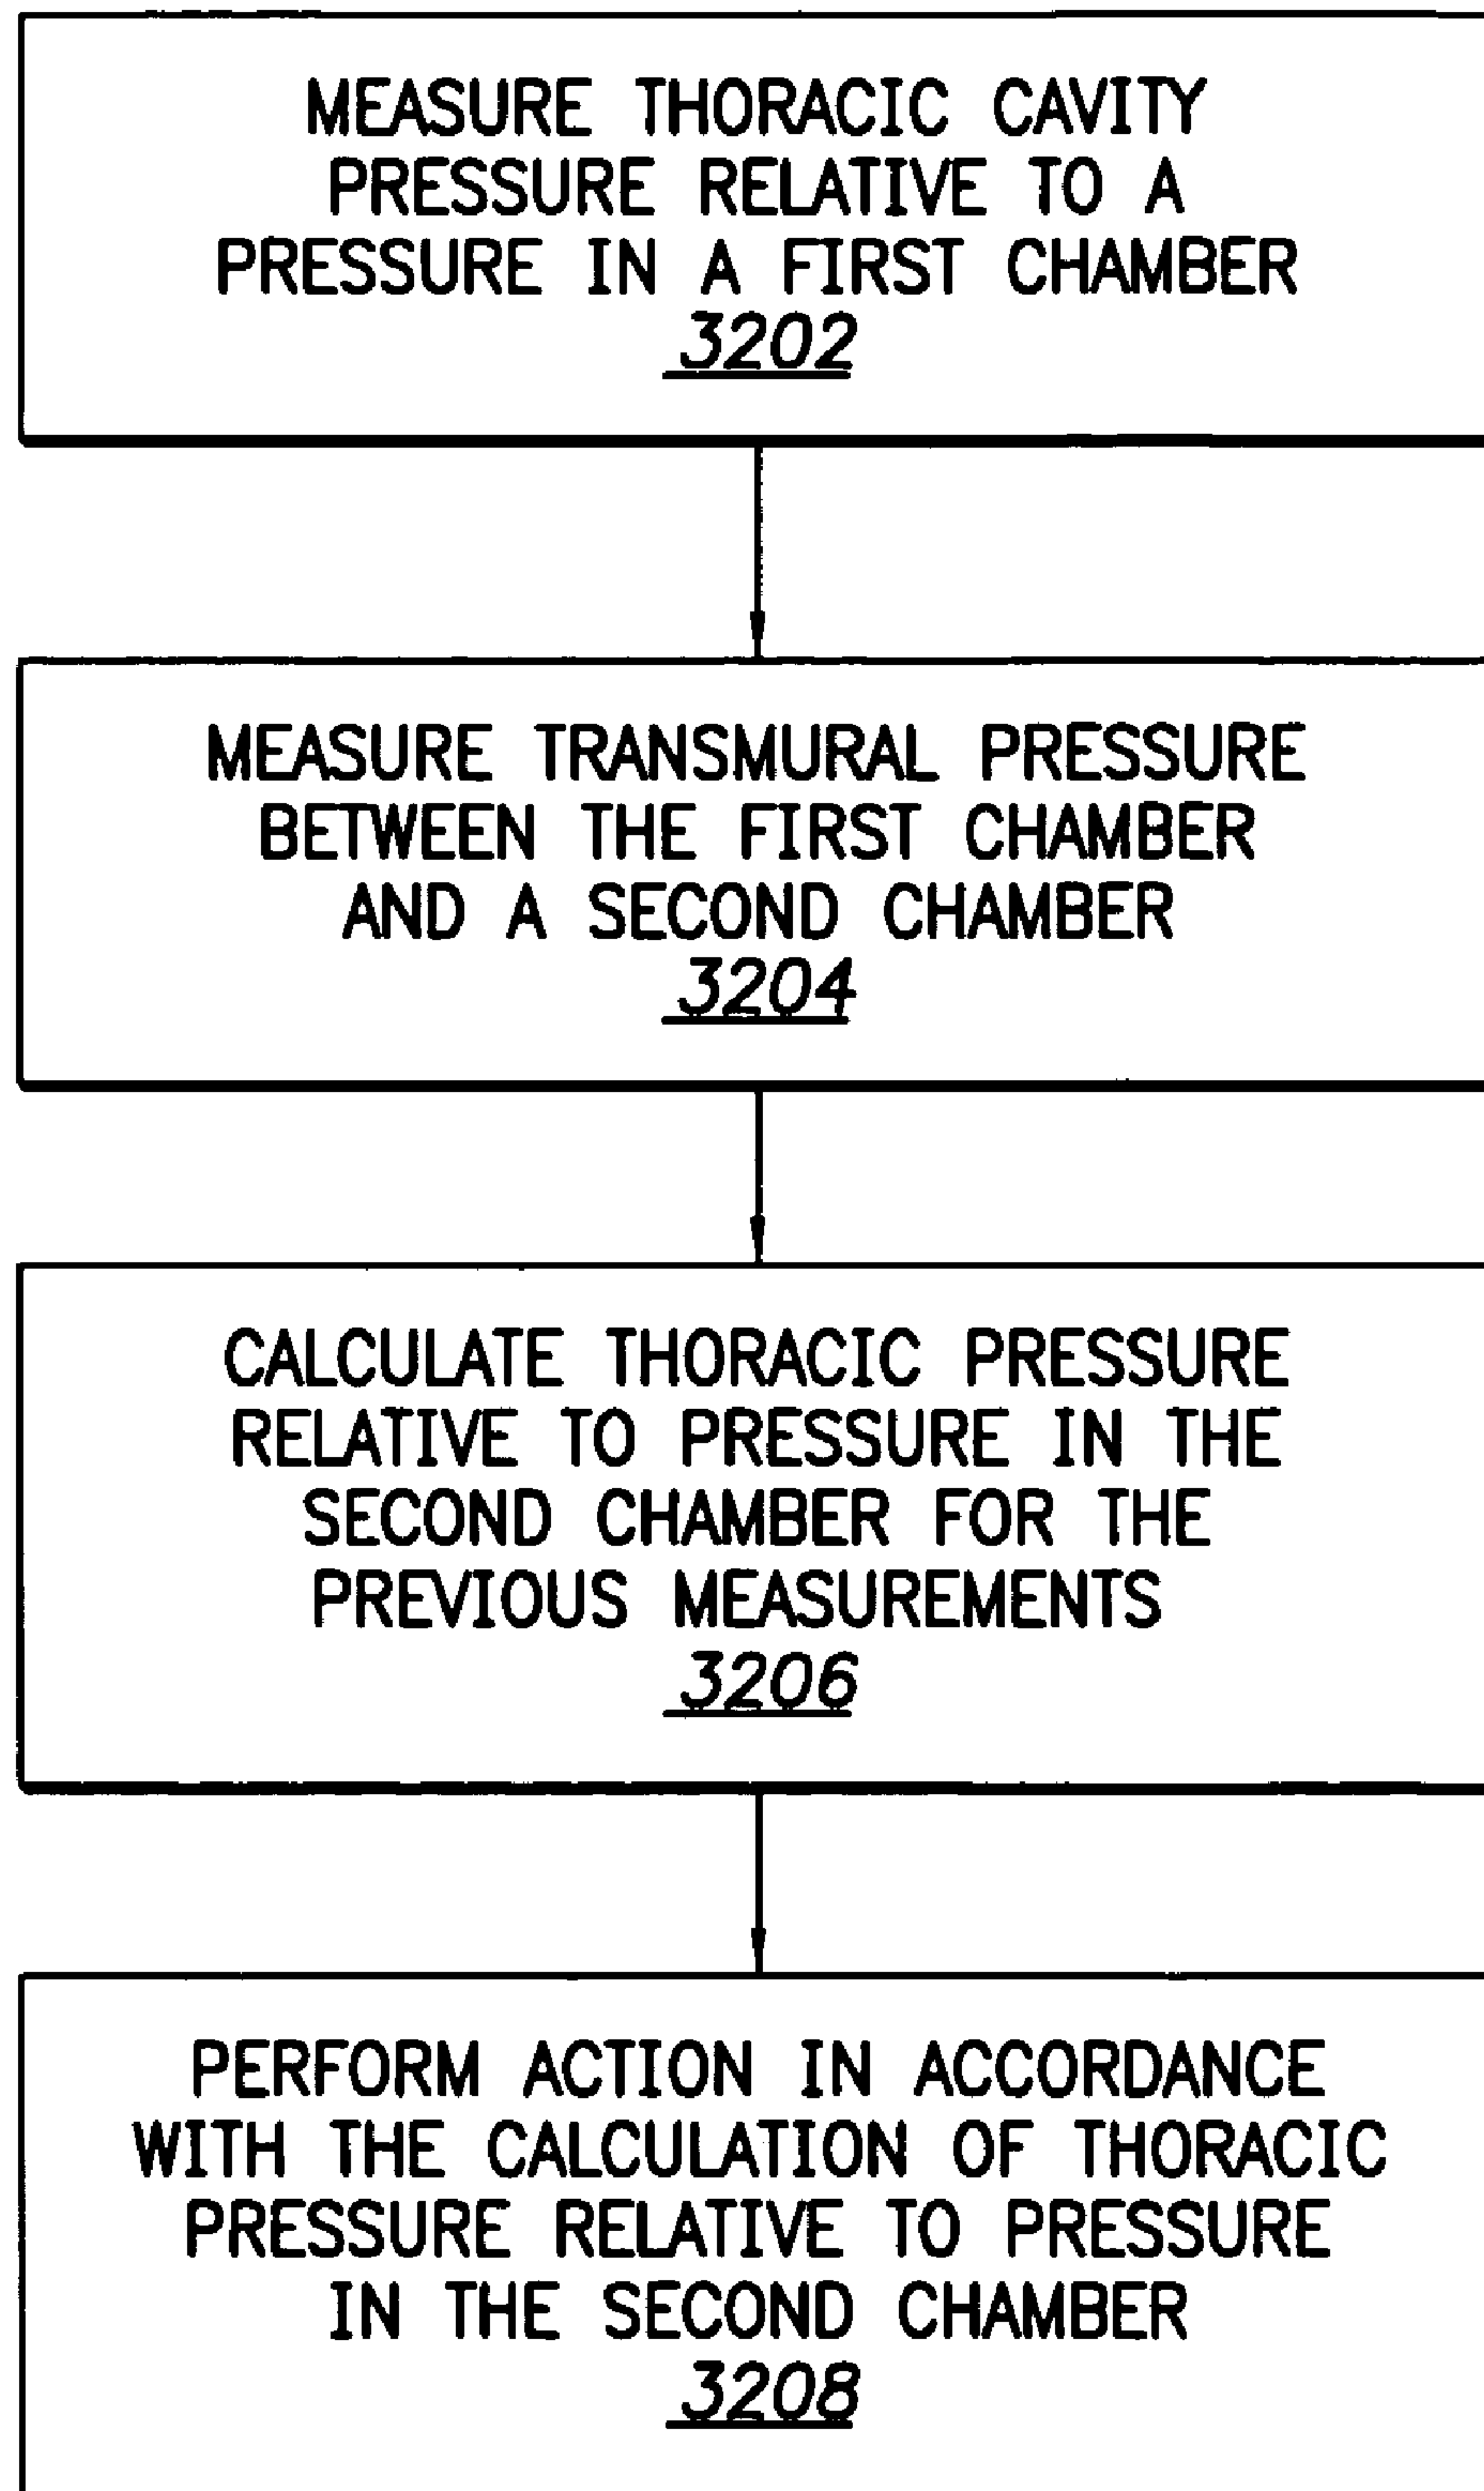 MEASURE THORACIC CAVITY
PRESSURE RELATIVE TO A
PRESSURE IN A FIRST CHAMBER
3202
MEASURE TRANSMURAL PRESSURE
BETWEEN THE FIRST CHAMBER
AND A SECOND CHAMBER
3204
CALCULATE THORACIC PRESSURE
RELATIVE TO PRESSURE IN THE
SECOND CHAMBER FOR THE
PREVIOUS MEASUREMENTS
3206
PERFORM ACTION IN ACCORDANCE
WITH THE CALCULATION OF THORACIC
PRESSURE RELATIVE TO PRESSURE
IN THE SECOND CHAMBER
3208